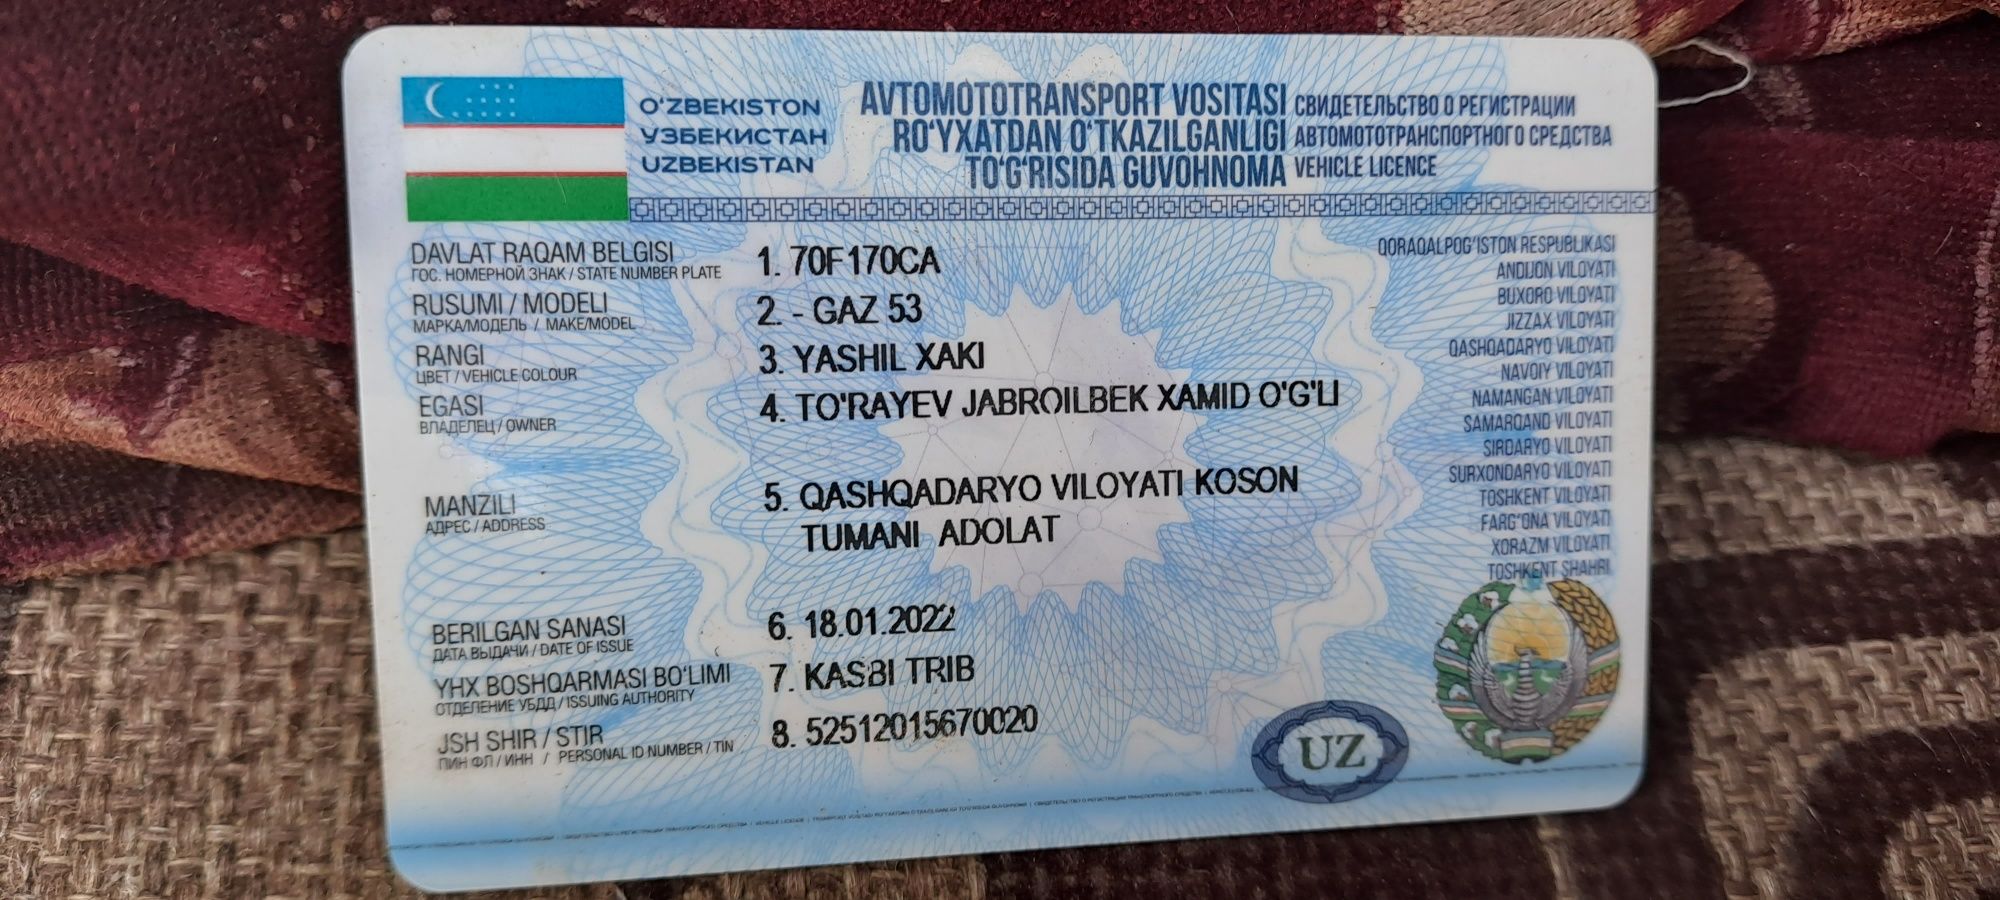 O'ZBEKISTON
УЗБЕКИСТАН
UZBEKISTAN
AVTOMOTOTRANSPORT VOSITASI
RO'YXATDAN O'TKAZILGANLIGI
TO'G'RISIDA GUVOHNOMA
СВИДЕТЕЛЬСТВО О РЕГИСТРАЦИИ
АВТОМОТОТРАНСПОРТНОГО СРЕДСТВА
VEHICLE LICENCE
DAVLAT RAQAM BELGISI
ГОС. НОМЕРНОЙ ЗНАК / STATE NUMBER PLATE
1. 70F170CA
RUSUMI / MODELI
МАРКА/МОДЕЛЬ / MAKE/MODEL
2. - GAZ 53
RANGI
ЦВЕТ / VEHICLE COLOUR
3. YASHIL XAKI
EGASI
ВЛАДЕЛЕЦ / OWNER
4. TO'RAYEV JABROILBEK XAMID O'G'LI
MANZILI
АДРЕС / ADDRESS
5. QASHQADARYO VILOYATI KOSON
TUMANI ADOLAT
BERILGAN SANASI
ДАТА ВЫДАЧИ / DATE OF ISSUE
6. 18.01.2022
YHX BOSHQARMASI BO'LIMI
ОТДЕЛЕНИЕ УБДД / ISSUING AUTHORITY
7. KASBI TRIB
JSH SHIR / STIR
ПИН ФЛ / ИНН / PERSONAL ID NUMBER / TIN
8. 52512015670020
QORAQALPOG'ISTON RESPUBLIKASI
ANDIJON VILOYATI
BUXORO VILOYATI
JIZZAX VILOYATI
QASHQADARYO VILOYATI
NAVOIY VILOYATI
NAMANGAN VILOYATI
SAMARQAND VILOYATI
SIRDARYO VILOYATI
SURXONDARYO VILOYATI
TOSHKENT VILOYATI
FARG'ONA VILOYATI
XORAZM VILOYATI
TOSHKENT SHAHRI
UZ